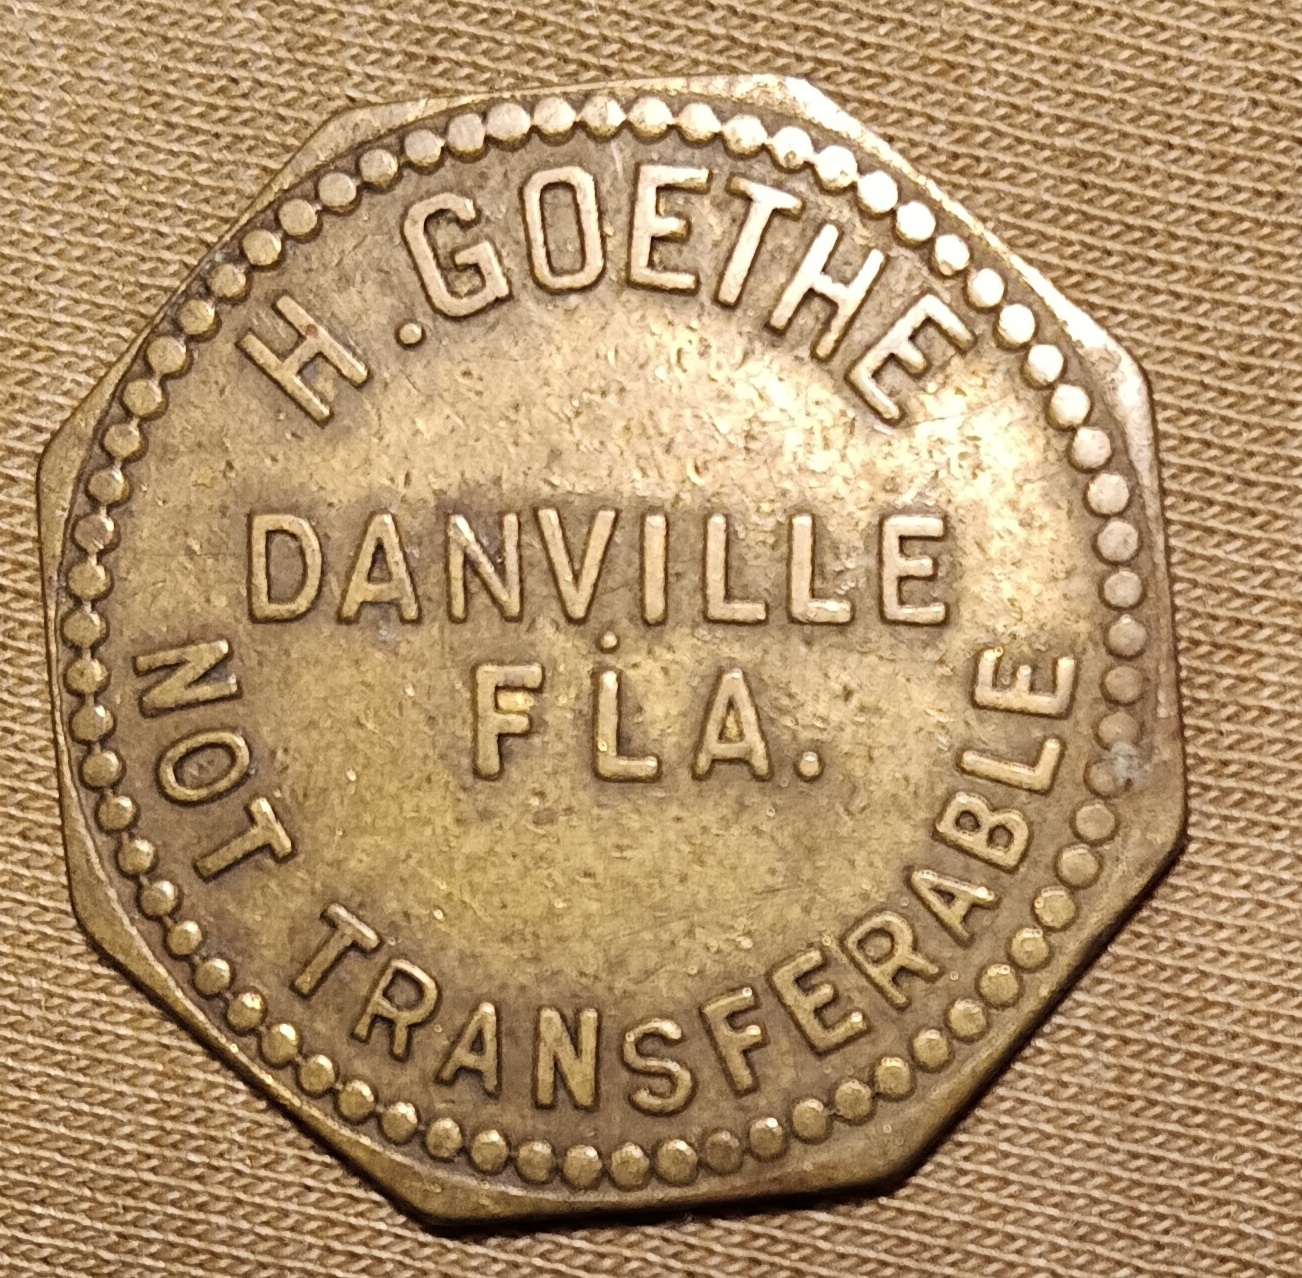 H. GOETHE
DANVILLE
FLA.
NOT TRANSFERABLE